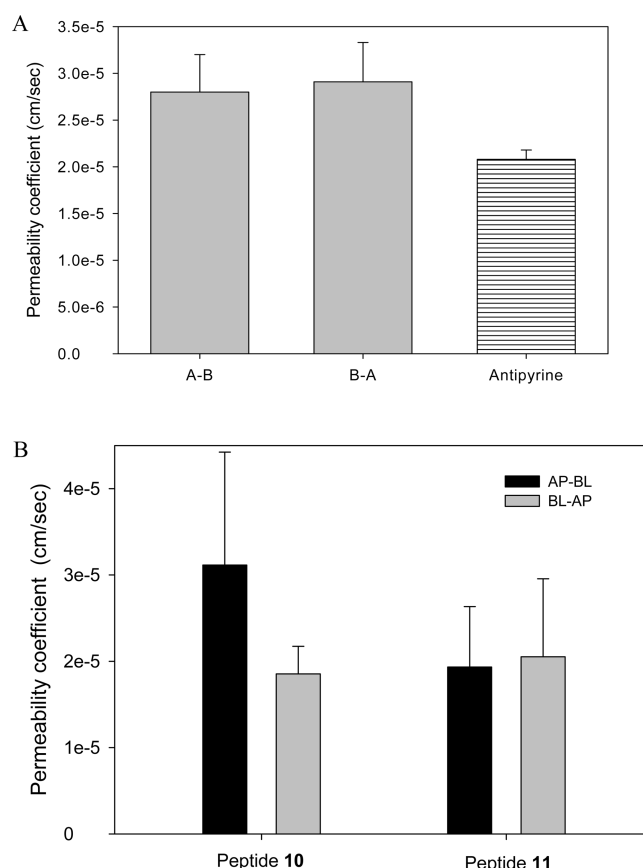 A
Permeability coefficient (cm/sec)
3.5e-5
3.0e-5
2.5e-5
2.0e-5
1.5e-5
1.0e-5
5.0e-6
0.0
A-B
B-A
Antipyrine
B
Permeability coefficient (cm/sec)
4e-5
3e-5
2e-5
1e-5
0
AP-BL
BL-AP
Peptide 10
Peptide 11